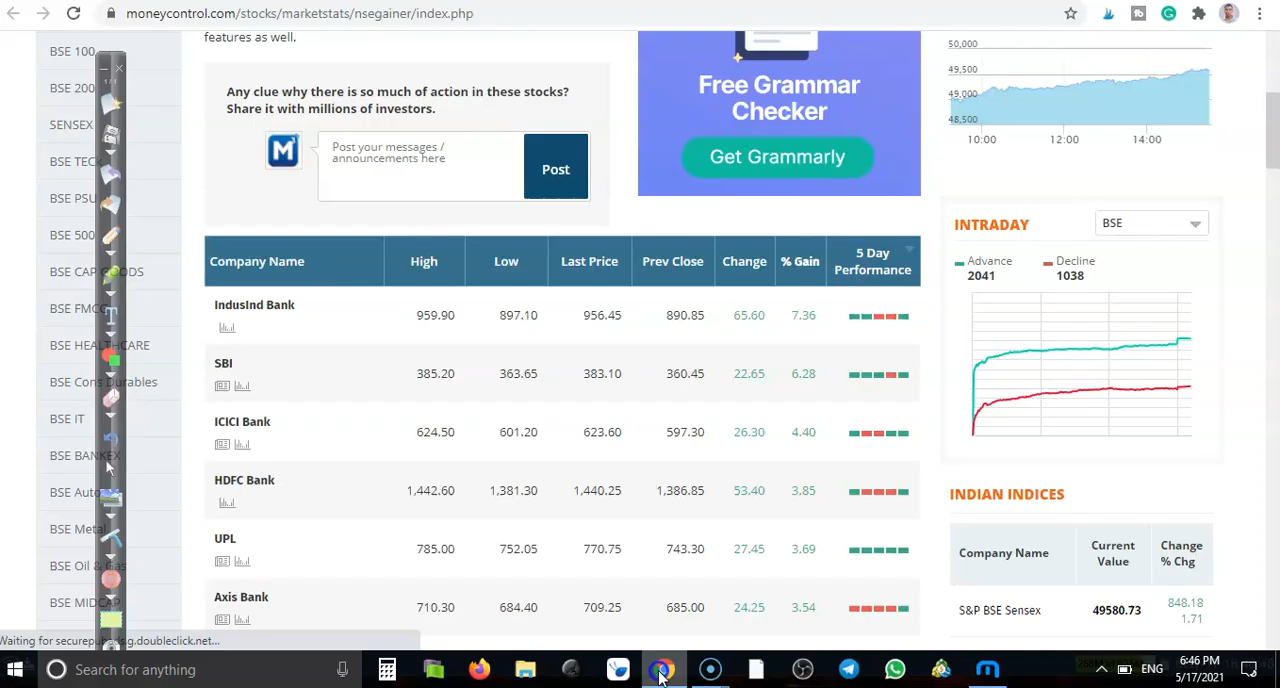 moneycontrol.com/stocks/marketstats/nsegainer/index.php
BSE 100
BSE 200
SENSEX
BSE TECK
BSE PSU
BSE 500
BSE CAP GOODS
BSE FMCG
BSE HEALTHCARE
BSE Cons Durables
BSE IT
BSE BANKEX
BSE Auto
BSE Metal
BSE Oil & Gas
BSE MIDCAP
features as well.
Any clue why there is so much of action in these stocks?
Share it with millions of investors.
M
Post your messages /
announcements here
Post
Free Grammar
Checker
Get Grammarly
50,000
49,500
49,000
48,500
10:00 12:00 14:00
Company Name High Low Last Price Prev Close Change % Gain 5 Day Performance
IndusInd Bank 959.90 897.10 956.45 890.85 65.60 7.36
SBI 385.20 363.65 383.10 360.45 22.65 6.28
ICICI Bank 624.50 601.20 623.60 597.30 26.30 4.40
HDFC Bank 1,442.60 1,381.30 1,440.25 1,386.85 53.40 3.85
UPL 785.00 752.05 770.75 743.30 27.45 3.69
Axis Bank 710.30 684.40 709.25 685.00 24.25 3.54
INTRADAY BSE
Advance Decline
2041 1038
INDIAN INDICES
Company Name Current Value Change % Chg
S&P BSE Sensex 49580.73 848.18
1.71
Waiting for securepubads.g.doubleclick.net...
Search for anything
ENG
6:46 PM
5/17/2021